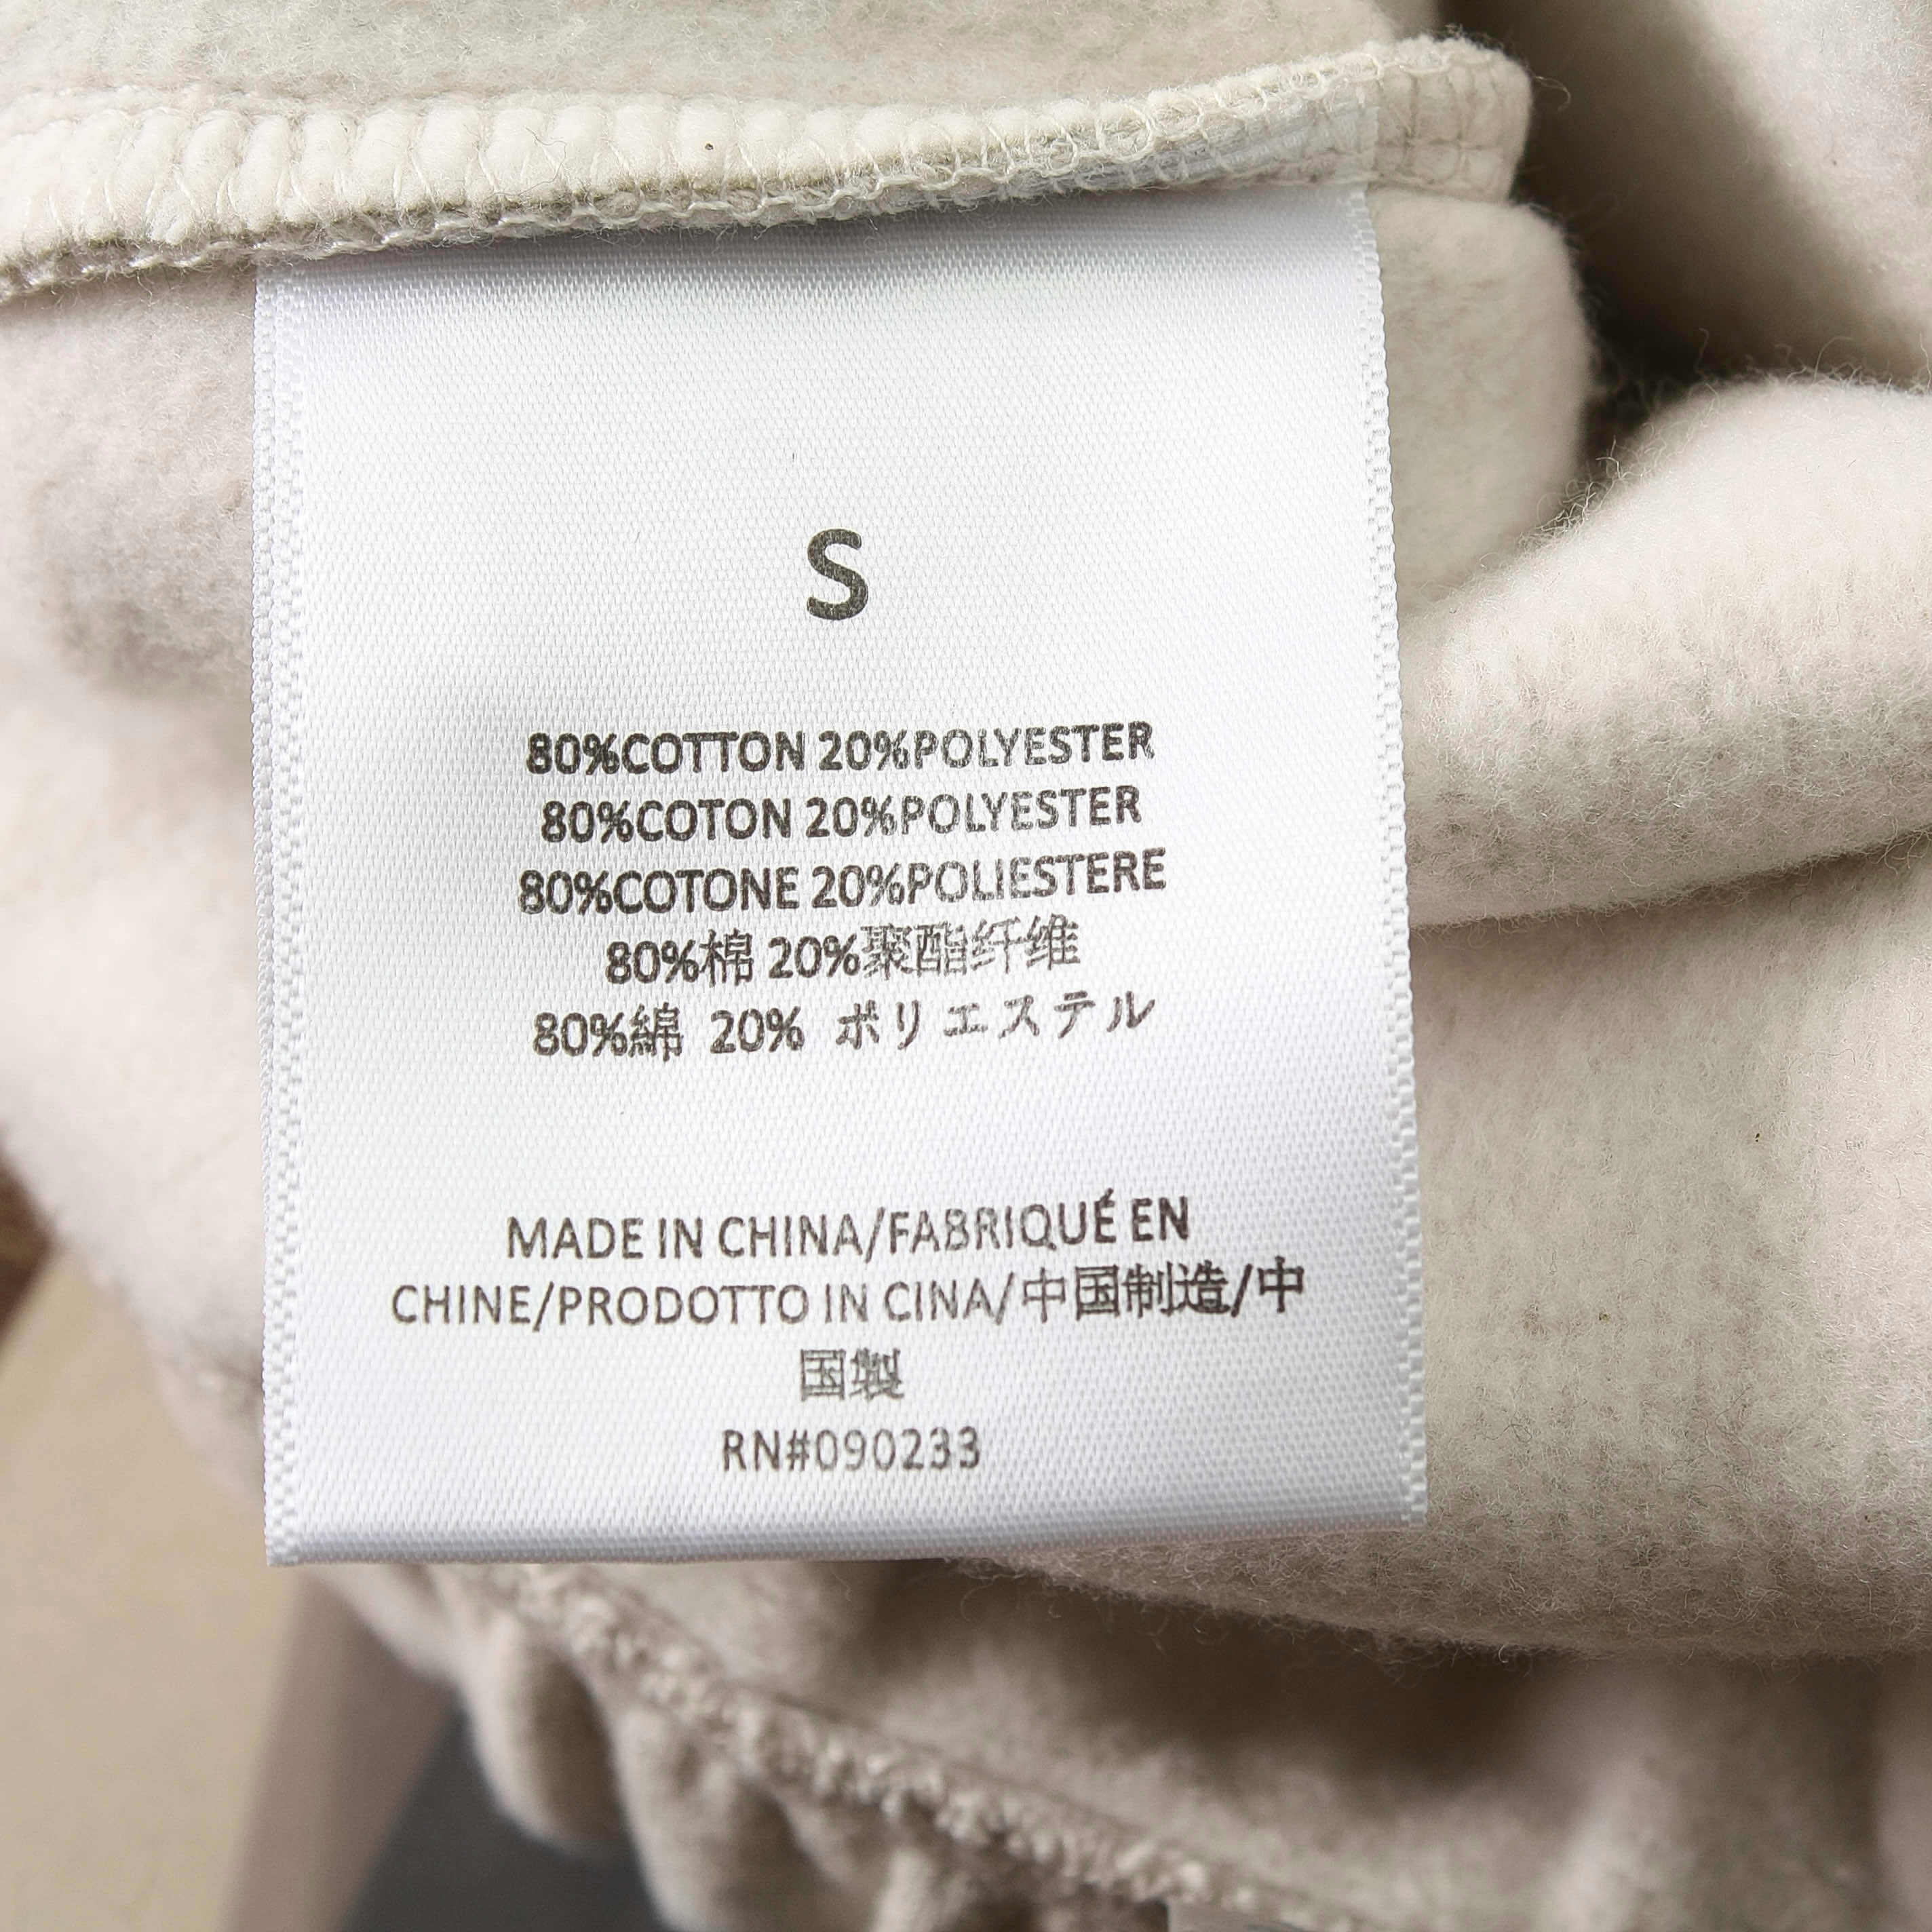 S
80%COTTON 20%POLYESTER
80%COTON 20%POLYESTER
80%COTONE 20%POLIESTERE
80%棉 20%聚酯纤维
80%綿 20% ポリエステル
MADE IN CHINA/FABRIQUÉ EN
CHINE/PRODOTTO IN CINA/中国制造/中
国製
RN#090233